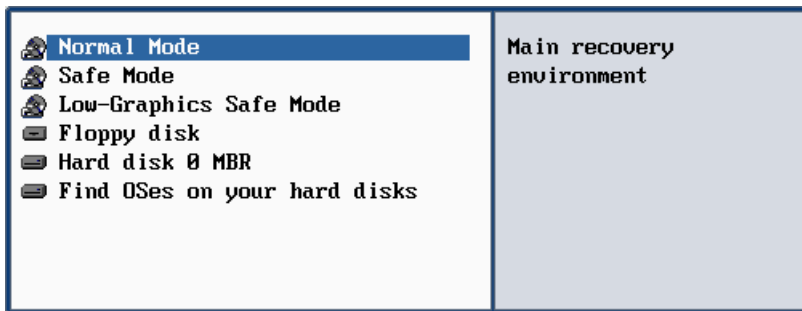 Normal Mode
Safe Mode
Low-Graphics Safe Mode
Floppy disk
Hard disk 0 MBR
Find OSes on your hard disks
Main recovery
environment